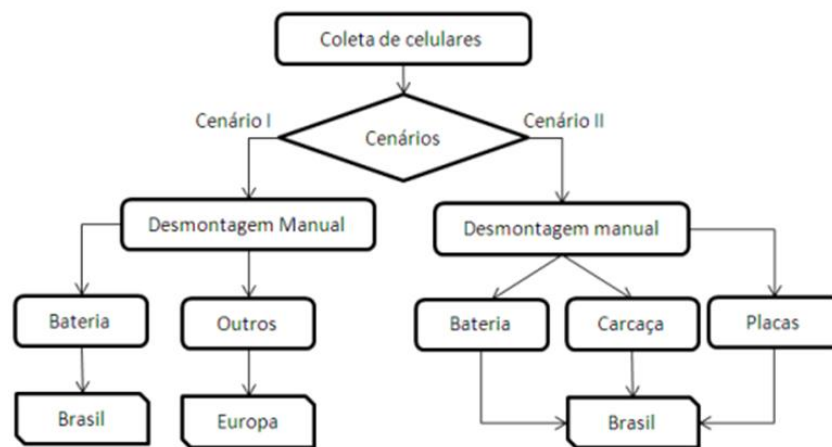 Coleta de celulares
Cenário I
Cenários
Cenário II
Desmontagem Manual
Desmontagem manual
Bateria
Outros
Bateria
Carcaça
Placas
Brasil
Europa
Brasil